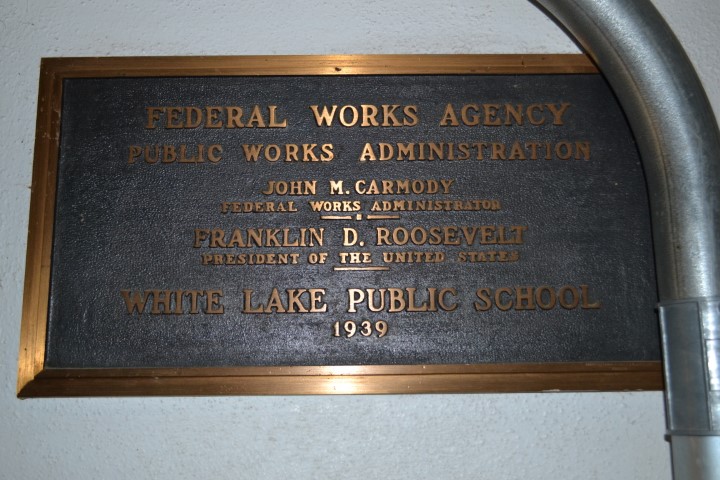 FEDERAL WORKS AGENCY
PUBLIC WORKS ADMINISTRATION
JOHN M. CARMODY
FEDERAL WORKS ADMINISTRATOR
FRANKLIN D. ROOSEVELT
PRESIDENT OF THE UNITED STATES
WHITE LAKE PUBLIC SCHOOL
1939